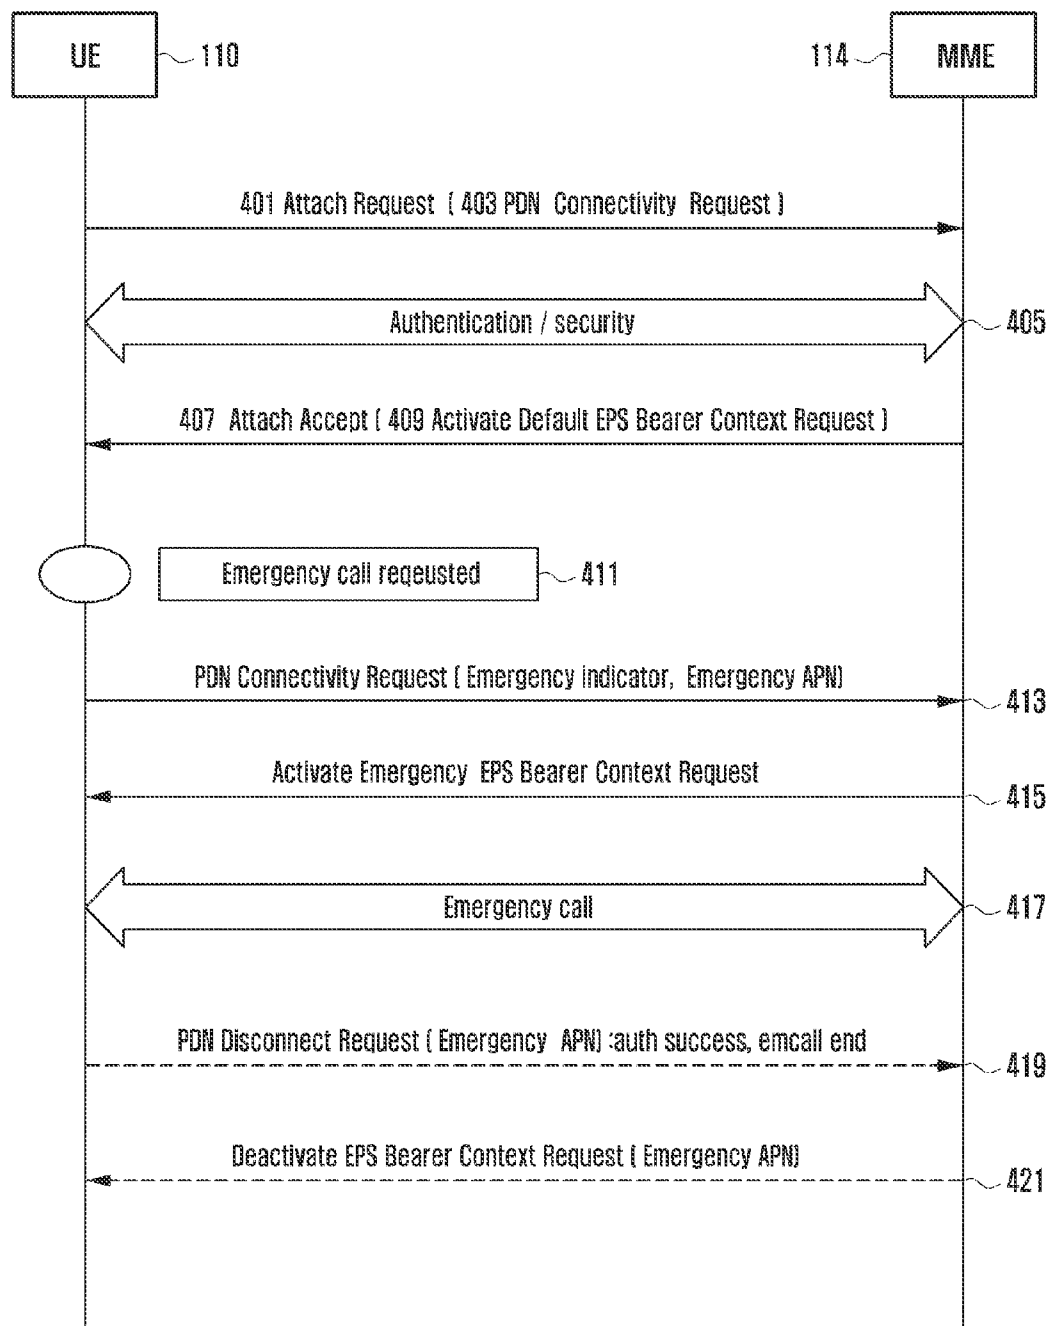 UE
110
114
MME
401 Attach Request ( 403 PDN Connectivity Request )
Authentication / security
405
407 Attach Accept ( 409 Activate Default EPS Bearer Context Request )
Emergency call reqeusted
411
PDN Connectivity Request ( Emergency indicator, Emergency APN)
413
Activate Emergency EPS Bearer Context Request
415
Emergency call
417
PDN Disconnect Request ( Emergency APN) :auth success, emcall end
419
Deactivate EPS Bearer Context Request ( Emergency APN)
421